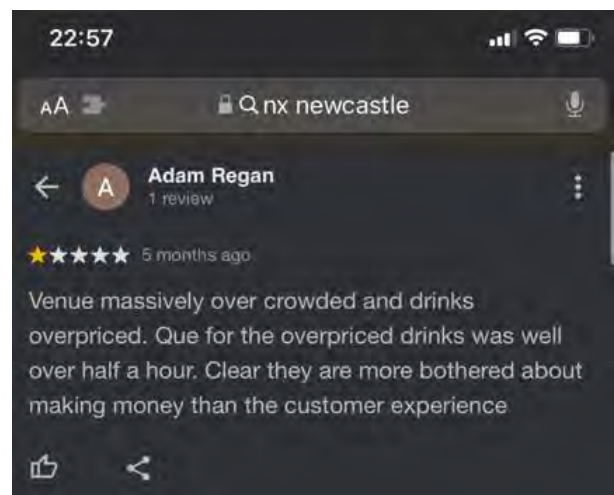 22:57
AA nx newcastle
A Adam Regan
1 review
5 months ago
Venue massively over crowded and drinks
overpriced. Que for the overpriced drinks was well
over half a hour. Clear they are more bothered about
making money than the customer experience